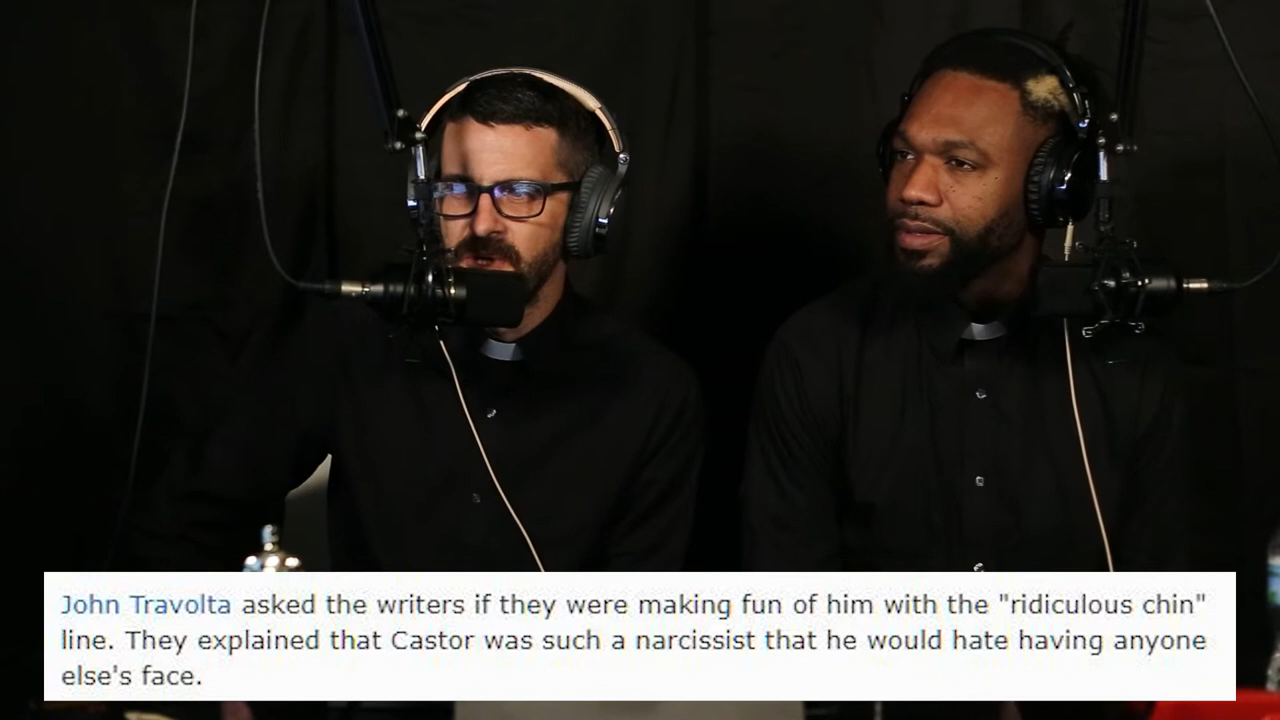 John Travolta asked the writers if they were making fun of him with the "ridiculous chin"
line. They explained that Castor was such a narcissist that he would hate having anyone
else's face.